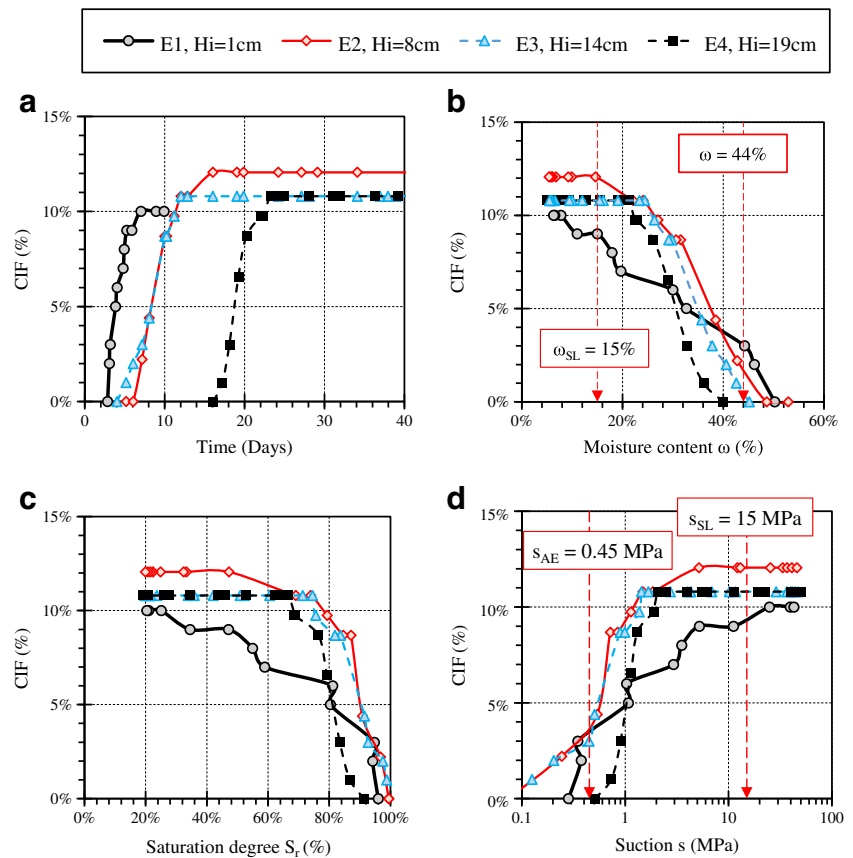 E1, Hi=1cm E2, Hi=8cm E3, Hi=14cm E4, Hi=19cm
a
15%
10%
5%
0%
CIF (%)
0 10 20 30 40
Time (Days)
b
15%
10%
5%
0%
CIF (%)
ω = 44%
ωSL = 15%
0% 20% 40% 60%
Moisture content ω (%)
c
15%
10%
5%
0%
CIF (%)
0% 20% 40% 60% 80% 100%
Saturation degree Sr (%)
d
15%
10%
5%
0%
CIF (%)
sSL = 15 MPa
sAE = 0.45 MPa
0.1 1 10 100
Suction s (MPa)